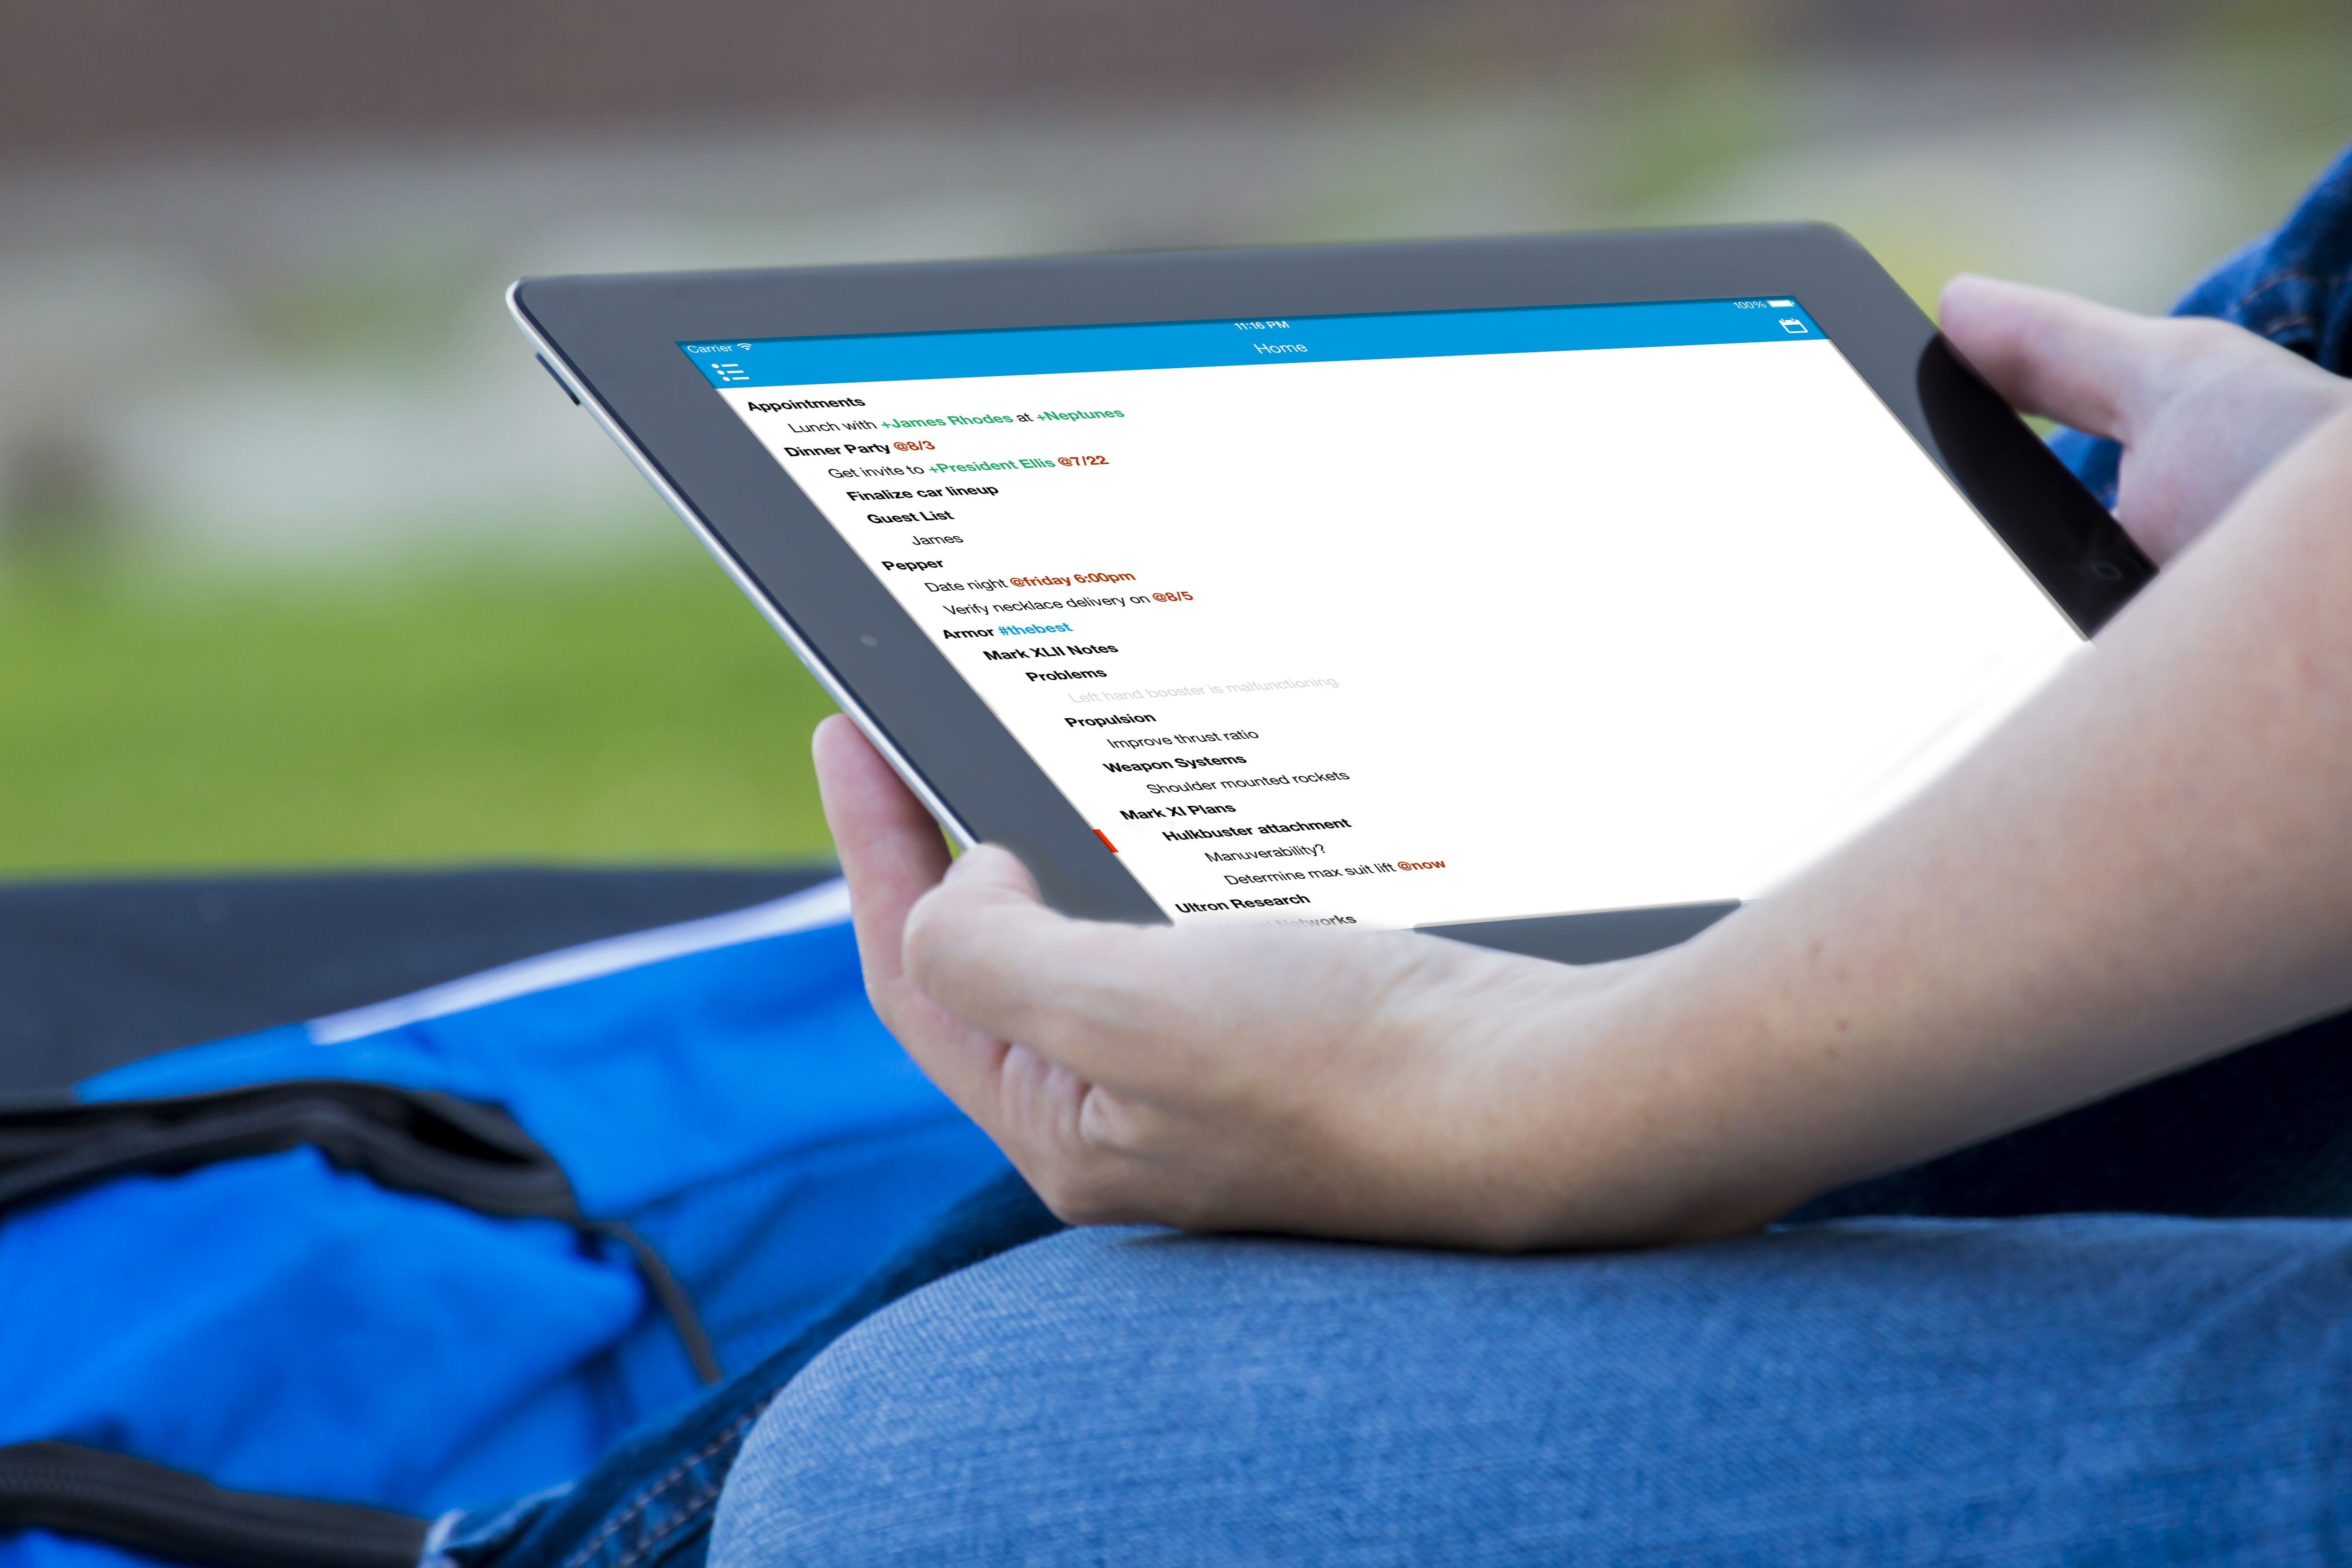 Carrier 11:16 PM 100%
Home
Appointments
Lunch with +James Rhodes at +Neptunes
Dinner Party @8/3
Get invite to +President Ellis @7/22
Finalize car lineup
Guest List
James
Pepper
Date night @friday 6:00pm
Verify necklace delivery on @8/5
Armor #thebest
Mark XLII Notes
Problems
Left hand booster is malfunctioning
Propulsion
Improve thrust ratio
Weapon Systems
Shoulder mounted rockets
Mark XI Plans
Hulkbuster attachment
Manuverability?
Determine max suit lift @now
Ultron Research
Networks